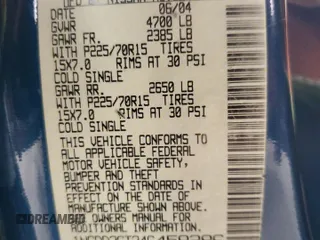 06/04
GVWR 4700 LB
GAWR FR. 2385 LB
WITH P225/70R15 TIRES
15X7.0 RIMS AT 30 PSI
COLD SINGLE
GAWR RR. 2650 LB
WITH P225/70R15 TIRES
15X7.0 RIMS AT 30 PSI
COLD SINGLE
THIS VEHICLE CONFORMS TO
ALL APPLICABLE FEDERAL
MOTOR VEHICLE SAFETY,
BUMPER AND THEFT
STANDARDS IN EFFECT ON
THE DATE OF
MANUFACTURE SHOWN ABOVE.
OWNERS MANUAL FOR
ADDITIONAL INFORMATION
DREAMBID